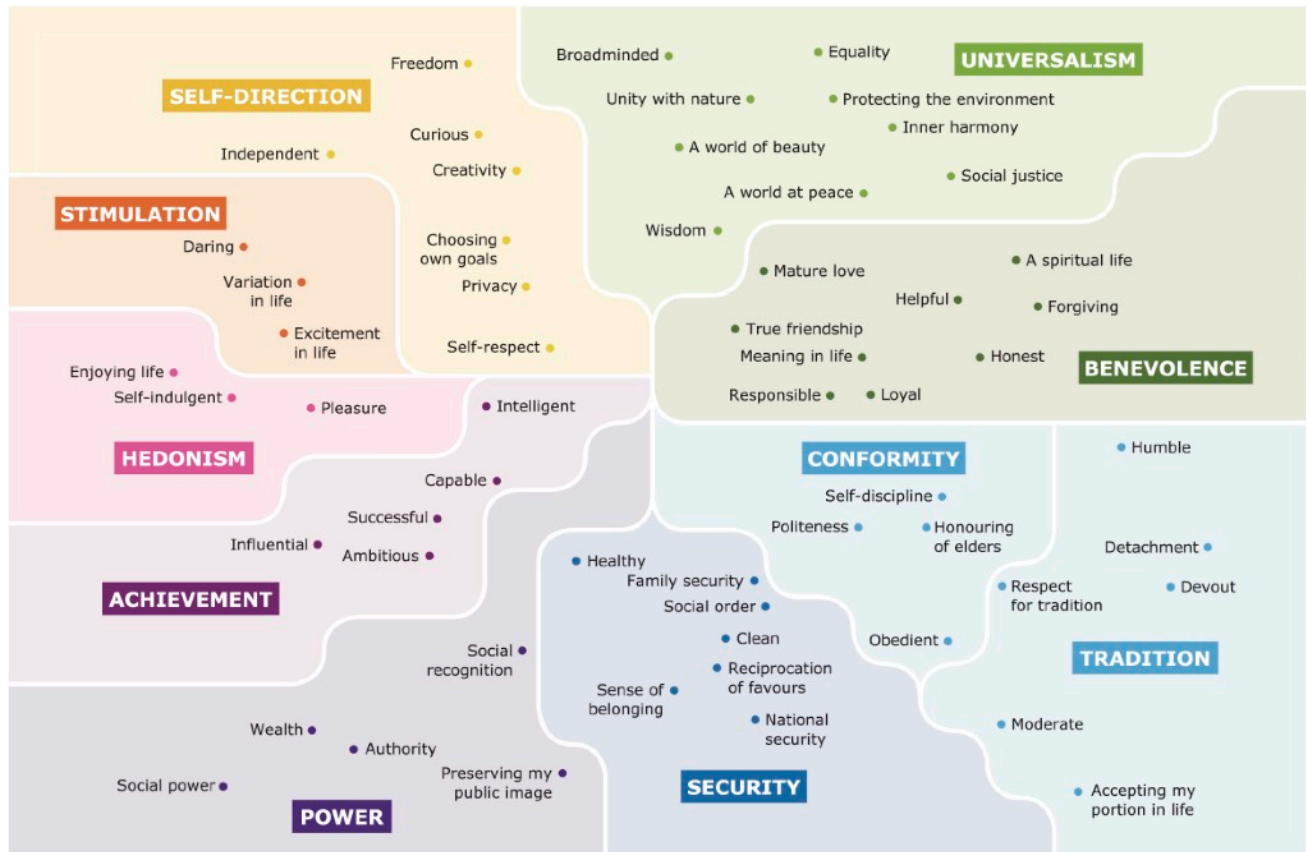 SELF-DIRECTION
Freedom
Curious
Independent
Creativity
Choosing
own goals
Privacy
Self-respect
UNIVERSALISM
Broadminded
Equality
Unity with nature
Protecting the environment
Inner harmony
A world of beauty
Social justice
A world at peace
Wisdom
STIMULATION
Daring
Variation
in life
Excitement
in life
BENEVOLENCE
Mature love
A spiritual life
Helpful
Forgiving
True friendship
Meaning in life
Honest
Responsible
Loyal
HEDONISM
Enjoying life
Self-indulgent
Pleasure
ACHIEVEMENT
Intelligent
Capable
Successful
Influential
Ambitious
CONFORMITY
Self-discipline
Politeness
Honouring
of elders
Obedient
TRADITION
Humble
Detachment
Respect
for tradition
Devout
Moderate
Accepting my
portion in life
POWER
Social
recognition
Wealth
Authority
Social power
Preserving my
public image
SECURITY
Healthy
Family security
Social order
Clean
Reciprocation
of favours
Sense of
belonging
National
security